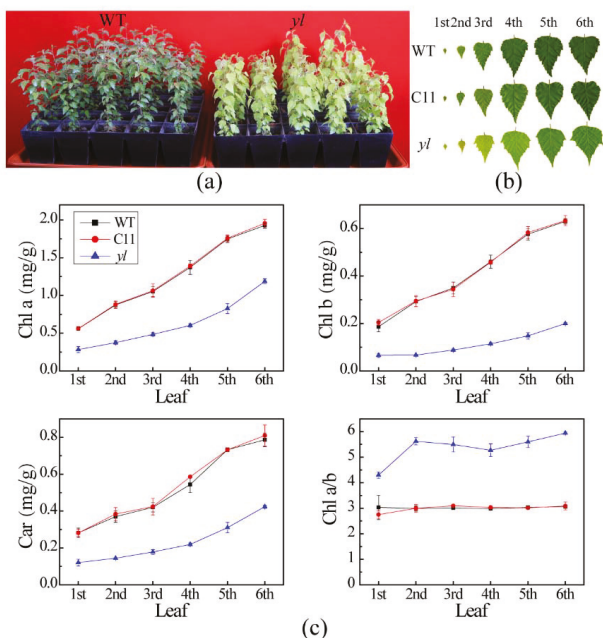 WT yl
(a)
1st 2nd 3rd 4th 5th 6th
WT
C11
yl
(b)
WT
C11
yl
Chl a (mg/g)
2.0
1.5
1.0
0.5
0.0
1st 2nd 3rd 4th 5th 6th
Leaf
Chl b (mg/g)
0.6
0.4
0.2
0.0
1st 2nd 3rd 4th 5th 6th
Leaf
Car (mg/g)
0.8
0.6
0.4
0.2
0.0
1st 2nd 3rd 4th 5th 6th
Leaf
Chl a/b
6
5
4
3
2
1
0
1st 2nd 3rd 4th 5th 6th
Leaf
(c)